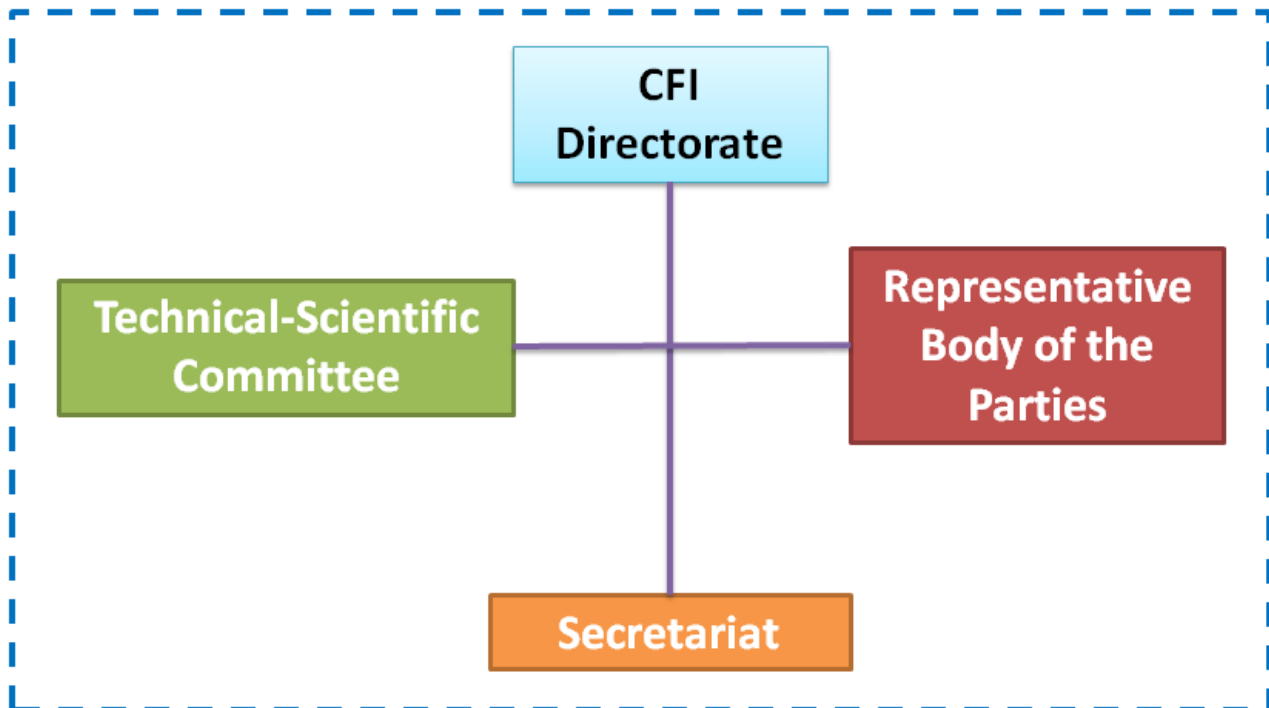 CFI
Directorate
Technical-Scientific
Committee
Representative
Body of the
Parties
Secretariat